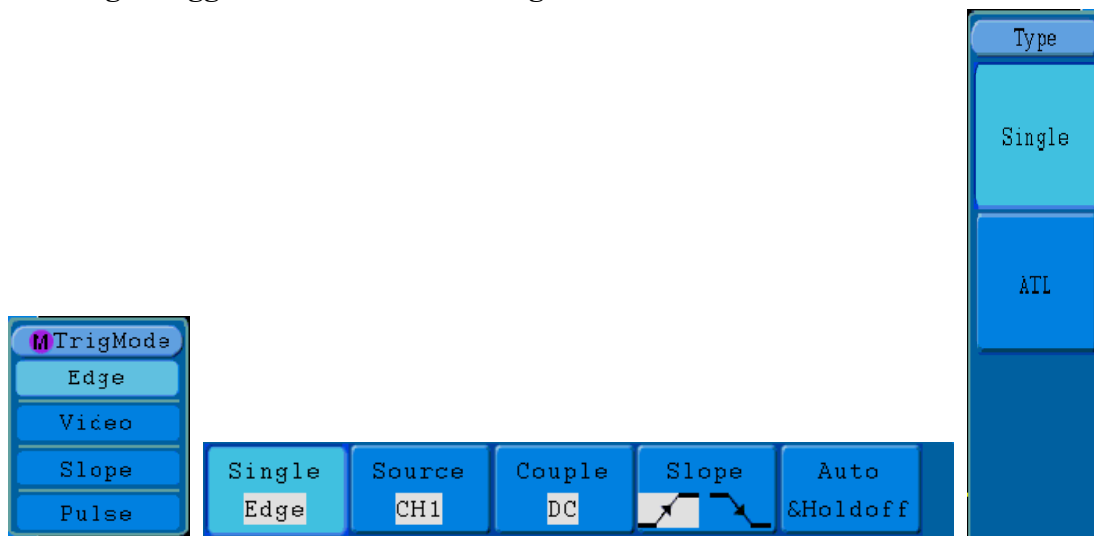 Type
Single
ATL
M TrigMode
Edge
Video
Slope
Pulse
Single Source Couple Slope Auto
Edge CH1 DC &Holdoff